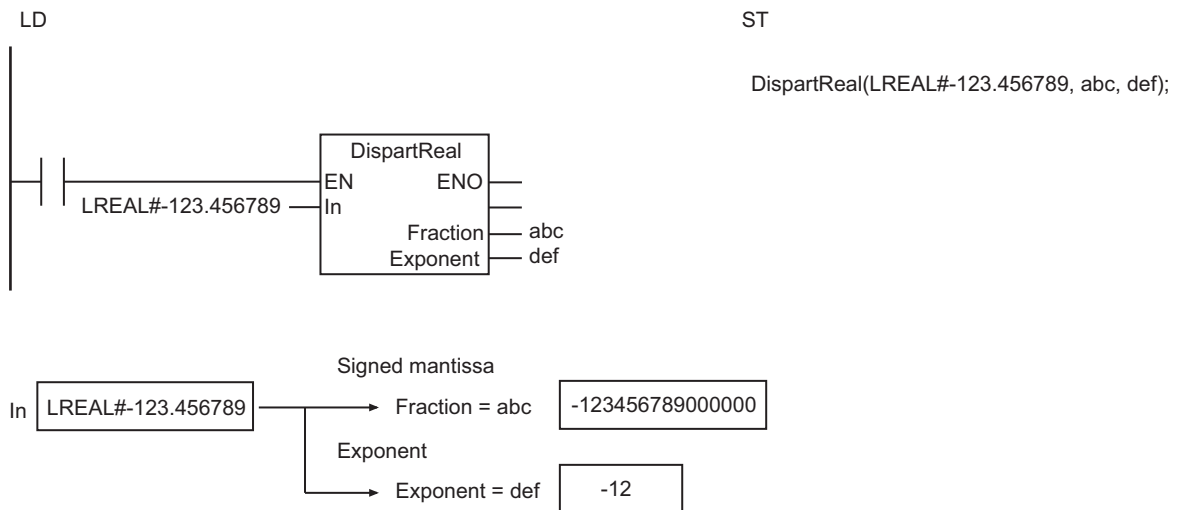 LD
ST
DispartReal(LREAL#-123.456789, abc, def);
DispartReal
EN ENO
LREAL#-123.456789 In
Fraction abc
Exponent def
Signed mantissa
In LREAL#-123.456789 Fraction = abc -123456789000000
Exponent
Exponent = def -12